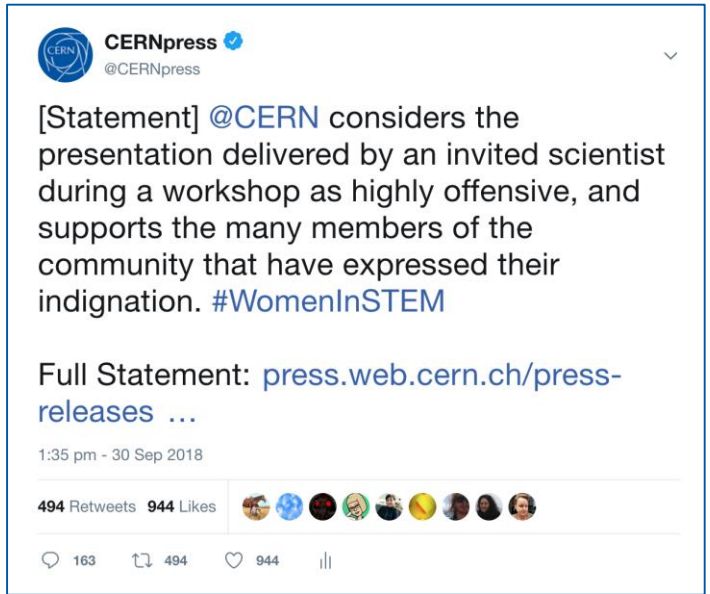 CERN
CERNpress
@CERNpress
[Statement] @CERN considers the
presentation delivered by an invited scientist
during a workshop as highly offensive, and
supports the many members of the
community that have expressed their
indignation. #WomenInSTEM
Full Statement: press.web.cern.ch/press-
releases …
1:35 pm - 30 Sep 2018
494 Retweets 944 Likes
163 494 944